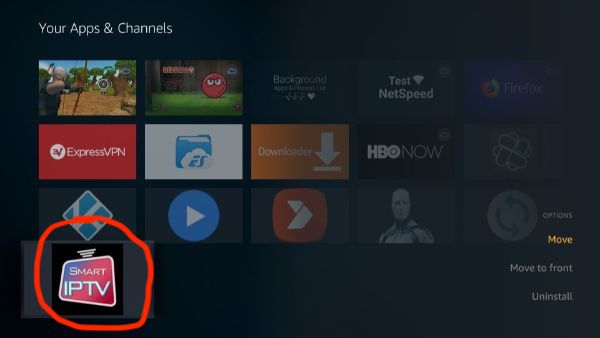 Your Apps & Channels
Background
Apps & Process List
Test
NetSpeed
Firefox
ExpressVPN
ES
Downloader
HBO NOW
OPTIONS
Move
Move to front
Uninstall
SMART
IPTV